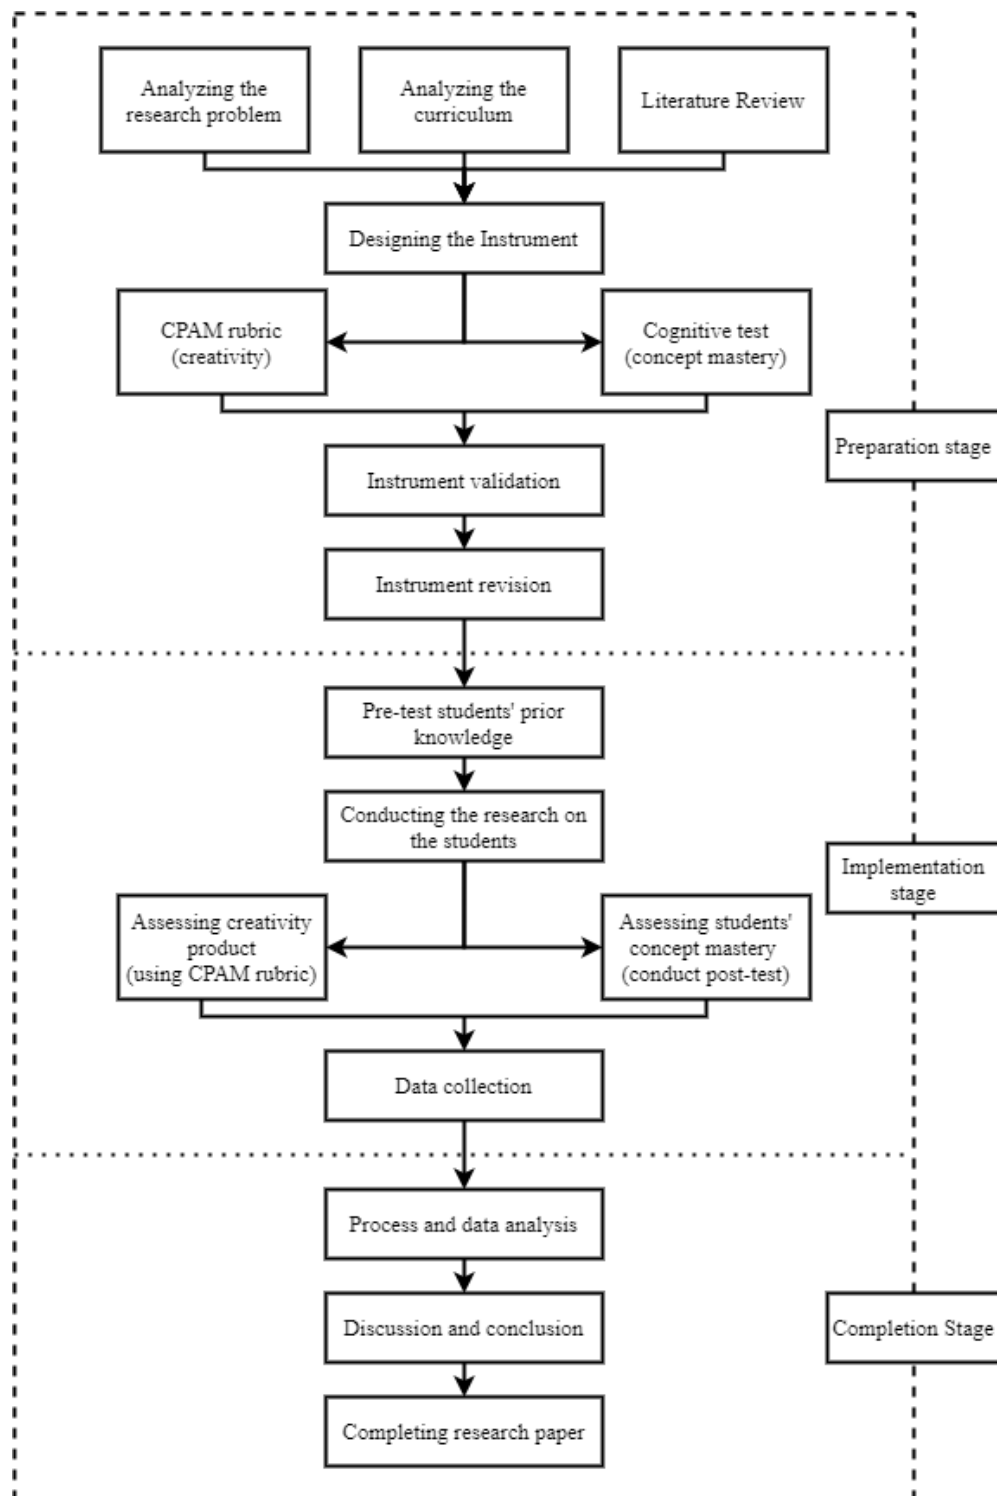 Analyzing the
research problem
Analyzing the
curriculum
Literature Review
Designing the Instrument
CPAM rubric
(creativity)
Cognitive test
(concept mastery)
Preparation stage
Instrument validation
Instrument revision
Pre-test students' prior
knowledge
Conducting the research on
the students
Implementation
stage
Assessing creativity
product
(using CPAM rubric)
Assessing students'
concept mastery
(conduct post-test)
Data collection
Process and data analysis
Discussion and conclusion
Completion Stage
Completing research paper